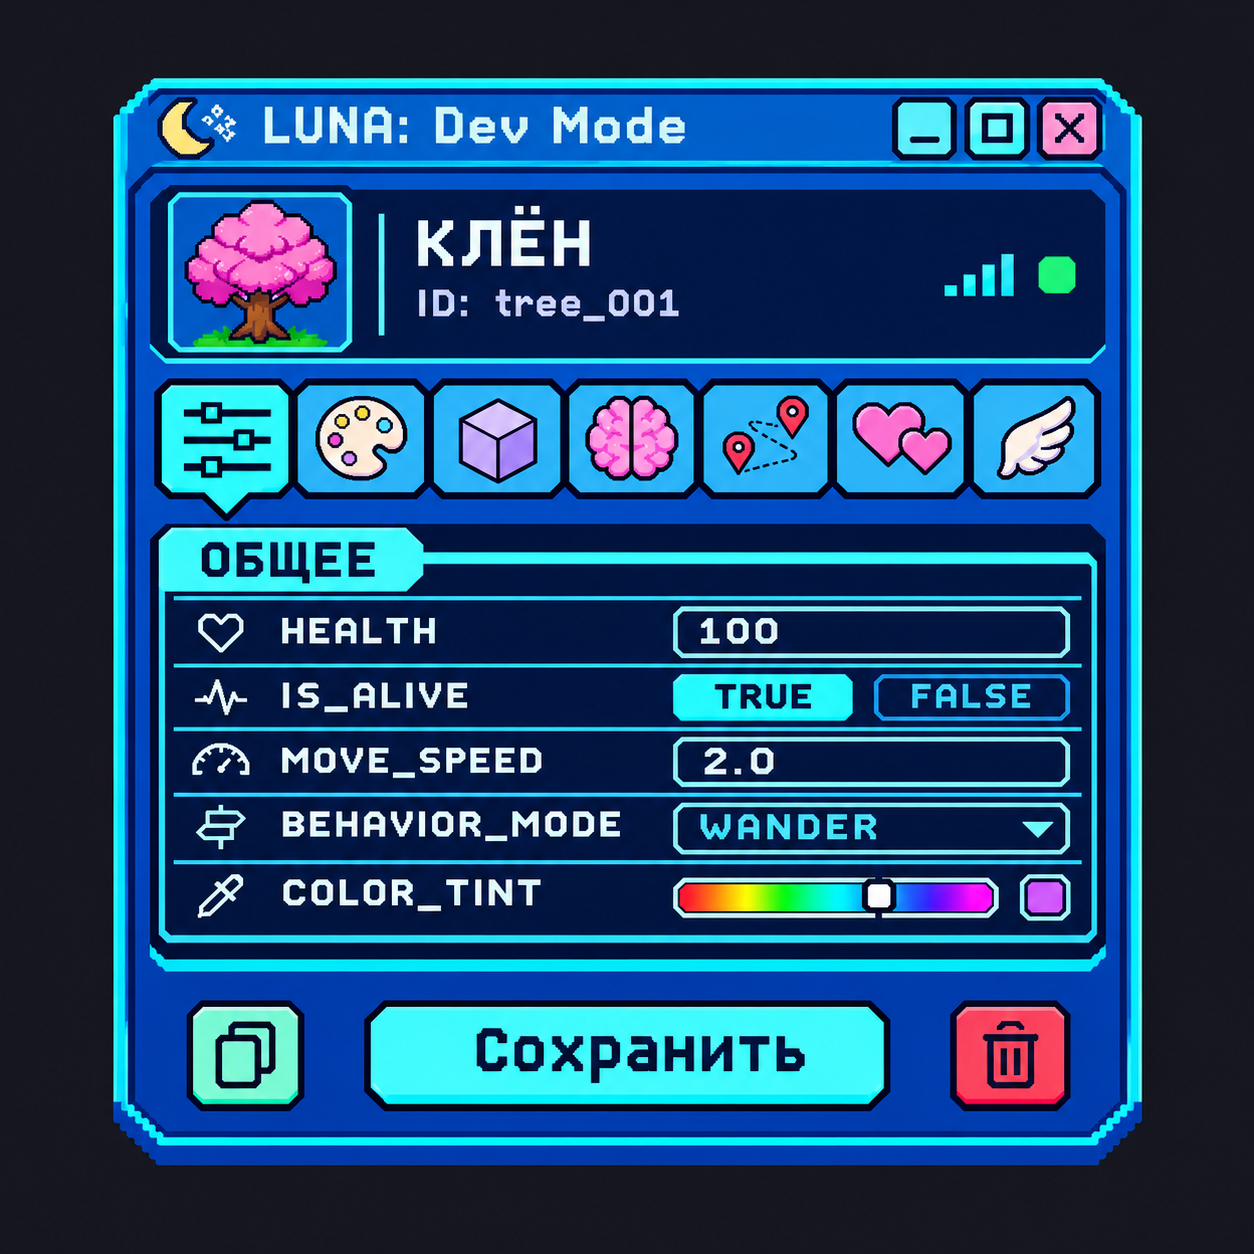 LUNA: Dev Mode
КЛЁН
ID: tree_001
ОБЩЕЕ
HEALTH 100
IS_ALIVE TRUE FALSE
MOVE_SPEED 2.0
BEHAVIOR_MODE WANDER
COLOR_TINT
Сохранить